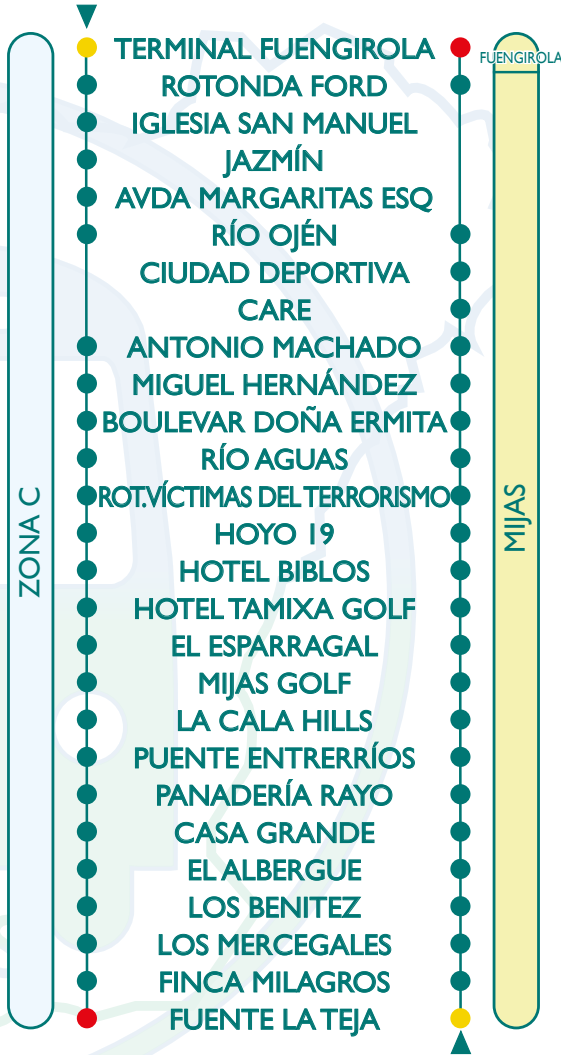 TERMINAL FUENGIROLA
FUENGIROLA
ROTONDA FORD
IGLESIA SAN MANUEL
JAZMÍN
AVDA MARGARITAS ESQ
RÍO OJÉN
CIUDAD DEPORTIVA
CARE
ANTONIO MACHADO
MIGUEL HERNÁNDEZ
BOULEVAR DOÑA ERMITA
RÍO AGUAS
ROT.VÍCTIMAS DEL TERRORISMO
HOYO 19
HOTEL BIBLOS
HOTEL TAMIXA GOLF
EL ESPARRAGAL
MIJAS GOLF
LA CALA HILLS
PUENTE ENTRERRÍOS
PANADERÍA RAYO
CASA GRANDE
EL ALBERGUE
LOS BENITEZ
LOS MERCEGALES
FINCA MILAGROS
FUENTE LA TEJA
ZONA C
MIJAS